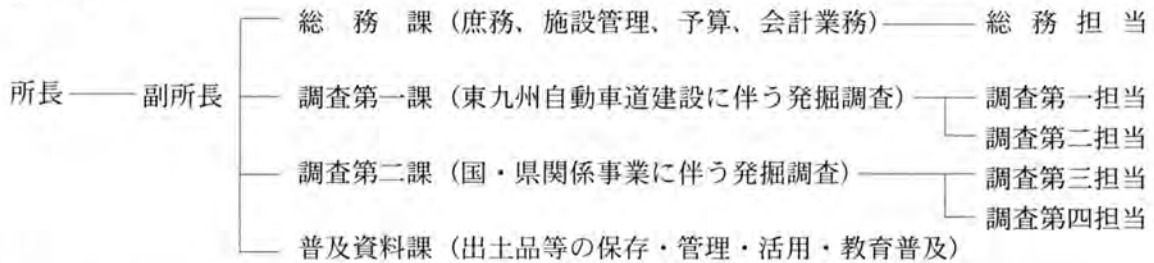 総務課(庶務、施設管理、予算、会計業務) 総務担当
所長 副所長 調査第一課(東九州自動車道建設に伴う発掘調査) 調査第一担当
調査第二担当
調査第二課(国・県関係事業に伴う発掘調査) 調査第三担当
調査第四担当
普及資料課(出土品等の保存・管理・活用・教育普及)